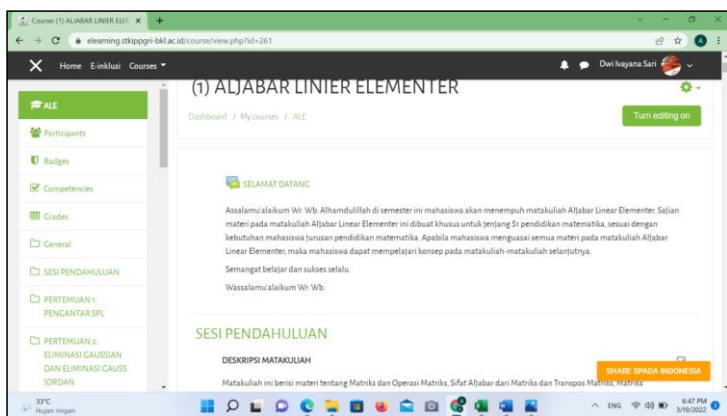 Course: (1) ALJABAR LINIER ELEM
elearning.stkippgri-bkl.ac.id/course/view.php?id=261
A
Home E-inklusi Courses
Dwi Ivayana Sari
ALE
Participants
Badges
Competencies
Grades
General
SESI PENDAHULUAN
PERTEMUAN 1:
PENGANTAR SPL
PERTEMUAN 2:
ELIMINASI GAUSSIAN
DAN ELIMINASI GAUSS
JORDAN
(1) ALJABAR LINIER ELEMENTER
Dashboard / My courses / ALE
Turn editing on
SELAMAT DATANG
Assalamu'alaikum Wr. Wb. Alhamdulillah di semester ini mahasiswa akan menempuh matakuliah Aljabar Linear Elementer. Sajian
materi pada matakuliah Aljabar Linear Elementer ini dibuat khusus untuk jenjang S1 pendidikan matematika, sesuai dengan
kebutuhan mahasiswa jurusan pendidikan matematika. Apabila mahasiswa menguasai semua materi pada matakuliah Aljabar
Linear Elementer, maka mahasiswa dapat mempelajari konsep pada matakuliah-matakuliah selanjutnya.
Semangat belajar dan sukses selalu.
Wassalamu'alaikum Wr. Wb.
SESI PENDAHULUAN
DESKRIPSI MATAKULIAH
Matakuliah ini berisi materi tentang Matriks dan Operasi Matriks, Sifat Aljabar dari Matriks dan Transpos Matriks, Matriks
SHARE SPADA INDONESIA
33°C
Hujan ringan
ENG
6:47 PM
3/19/2022